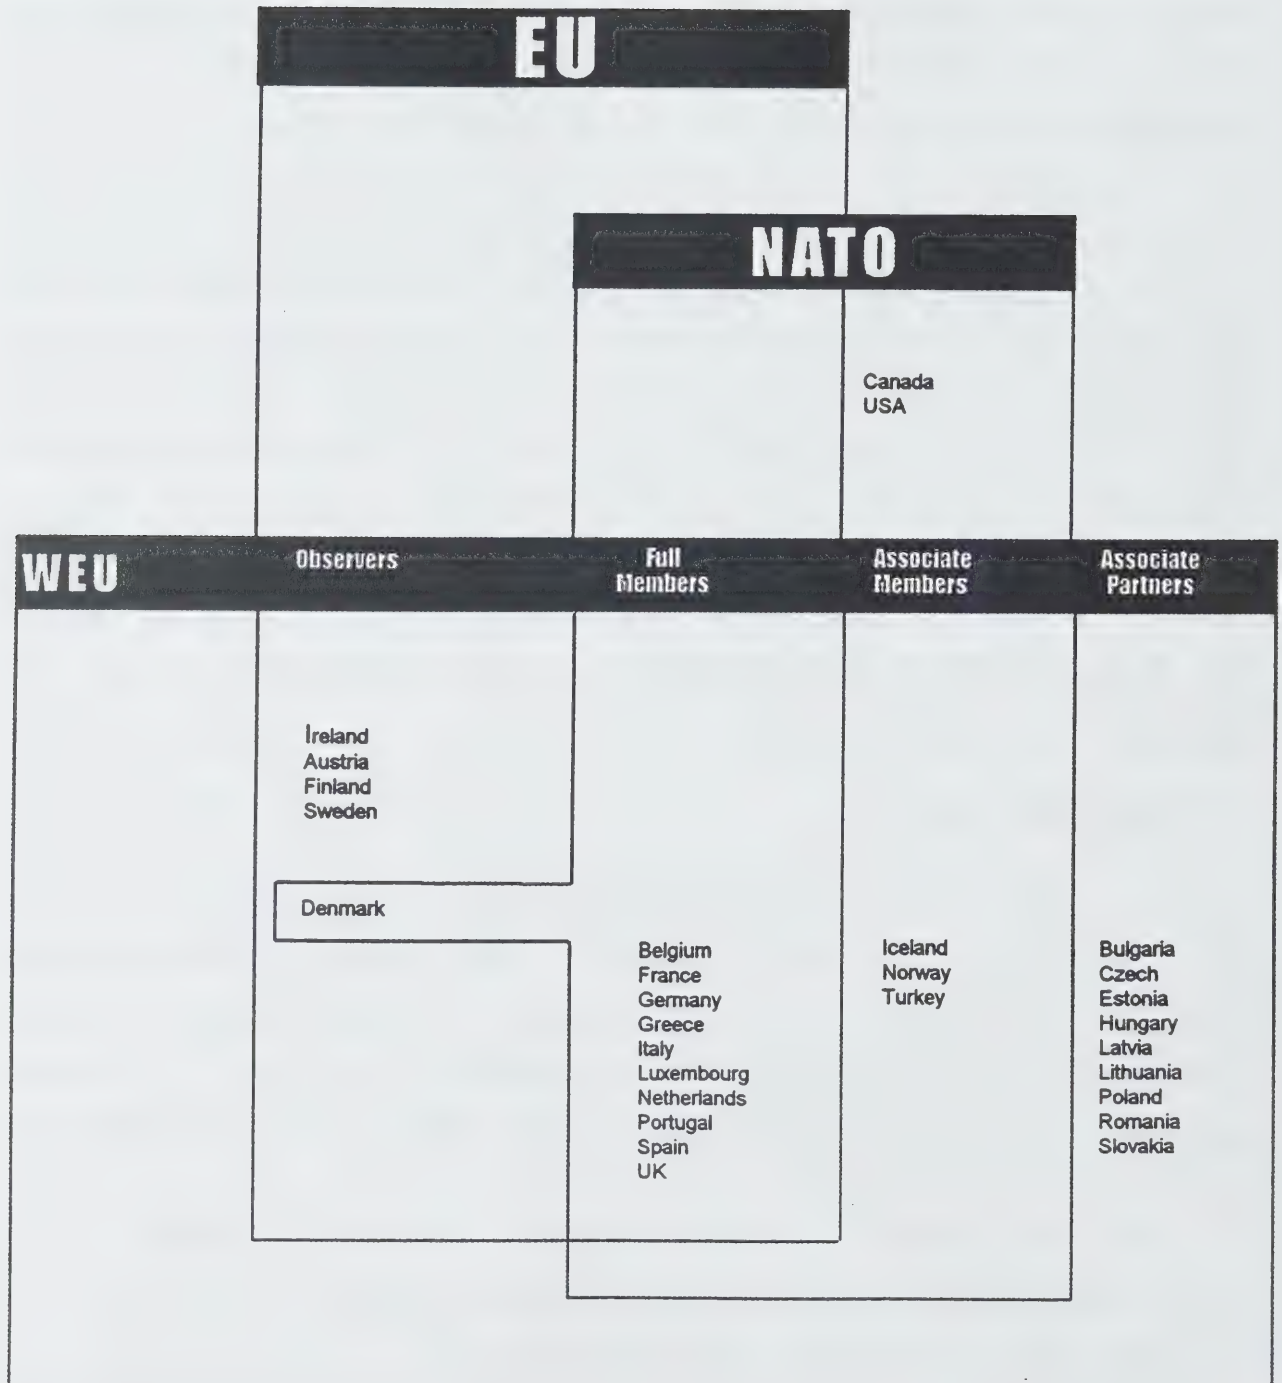 EU
NATO
Canada
USA
WEU
Observers
Full
Members
Associate
Members
Associate
Partners
Ireland
Austria
Finland
Sweden
Denmark
Belgium
France
Germany
Greece
Italy
Luxembourg
Netherlands
Portugal
Spain
UK
Iceland
Norway
Turkey
Bulgaria
Czech
Estonia
Hungary
Latvia
Lithuania
Poland
Romania
Slovakia